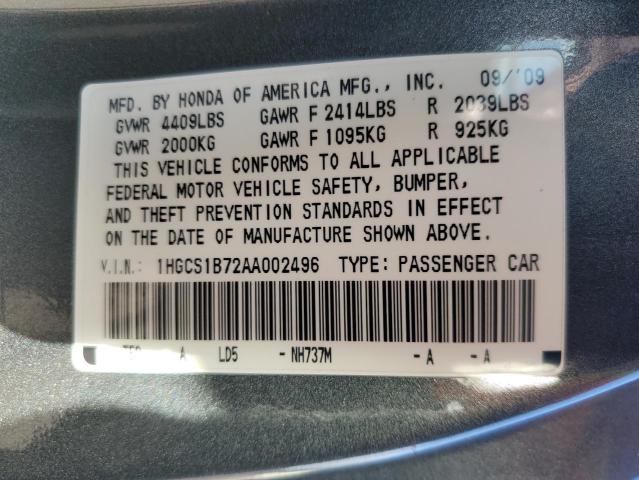 MFD. BY HONDA OF AMERICA MFG., INC. 09/'09
GVWR 4409LBS GAWR F 2414LBS R 2039LBS
GVWR 2000KG GAWR F 1095KG R 925KG
THIS VEHICLE CONFORMS TO ALL APPLICABLE
FEDERAL MOTOR VEHICLE SAFETY, BUMPER,
AND THEFT PREVENTION STANDARDS IN EFFECT
ON THE DATE OF MANUFACTURE SHOWN ABOVE.
V.I.N.: 1HGCS1B72AA002496 TYPE: PASSENGER CAR
A LD5 - NH737M - A - A